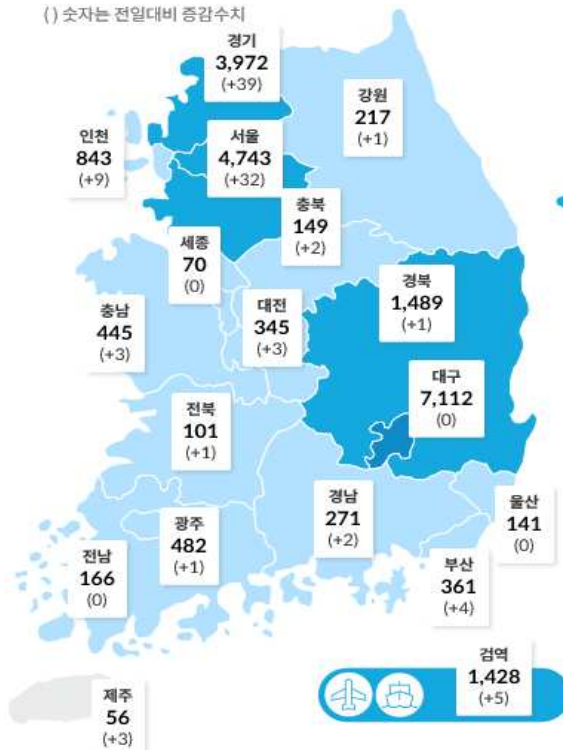 ( ) 숫자는 전일대비 증감수치
경기
3,972
(+39)
강원
217
(+1)
인천
843
(+9)
서울
4,743
(+32)
충북
149
(+2)
세종
70
(0)
경북
1,489
(+1)
대전
345
(+3)
충남
445
(+3)
대구
7,112
(0)
전북
101
(+1)
경남
271
(+2)
울산
141
(0)
광주
482
(+1)
전남
166
(0)
부산
361
(+4)
검역
1,428
(+5)
제주
56
(+3)